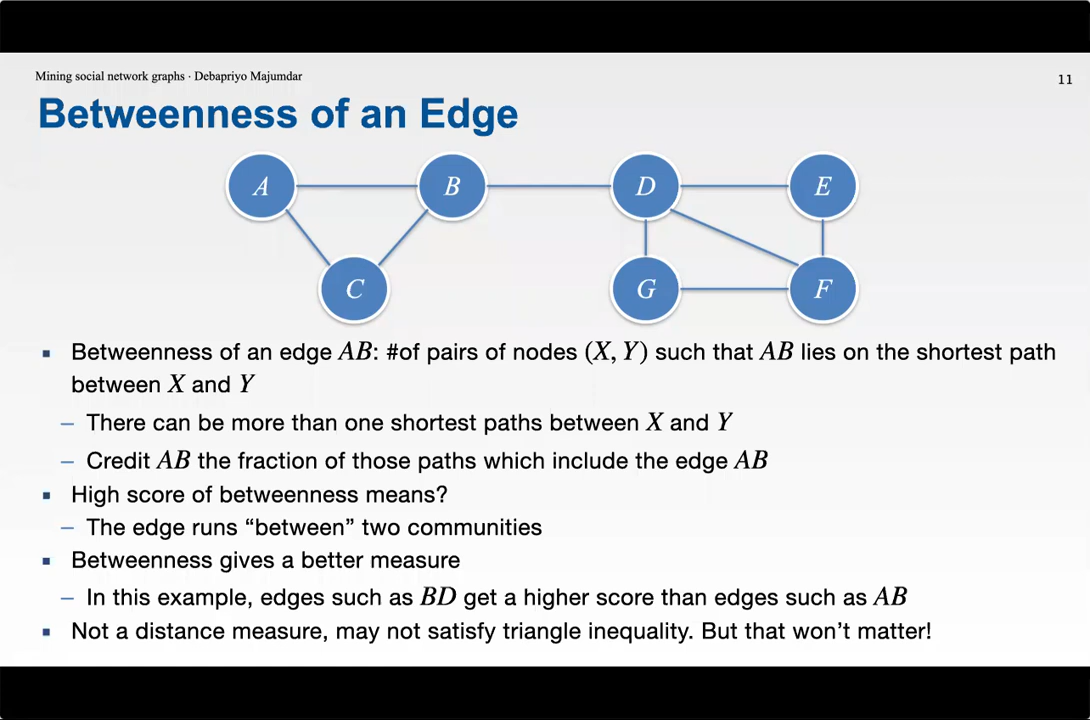 Mining social network graphs · Debapriyo Majumdar
11
Betweenness of an Edge
A B D E
C G F
▪ Betweenness of an edge AB: #of pairs of nodes (X, Y) such that AB lies on the shortest path
between X and Y
– There can be more than one shortest paths between X and Y
– Credit AB the fraction of those paths which include the edge AB
▪ High score of betweenness means?
– The edge runs “between” two communities
▪ Betweenness gives a better measure
– In this example, edges such as BD get a higher score than edges such as AB
▪ Not a distance measure, may not satisfy triangle inequality. But that won’t matter!